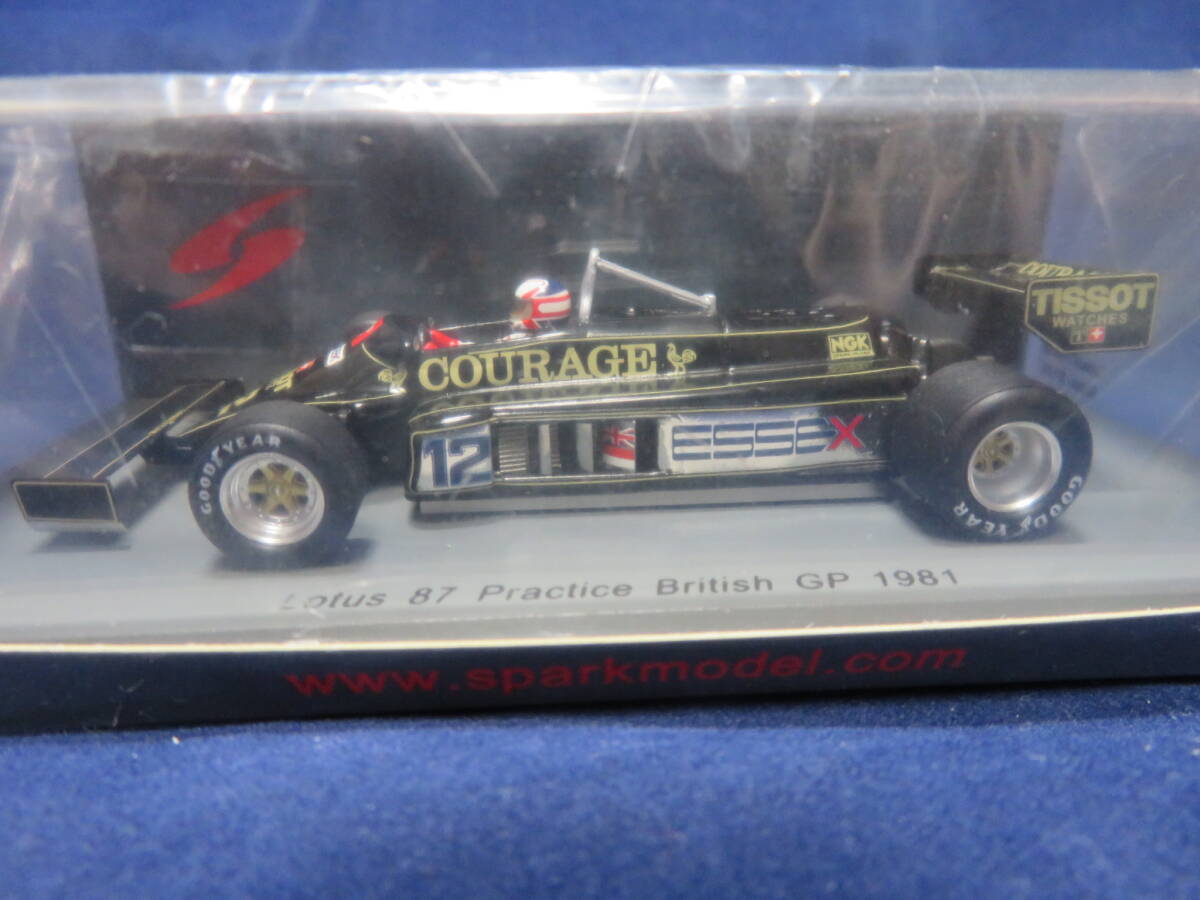 TISSOT
WATCHES
COURAGE
NGK
12
ESSEX
GOODYEAR
GOODYEAR
Lotus 87 Practice British GP 1981
www.sparkmodel.com